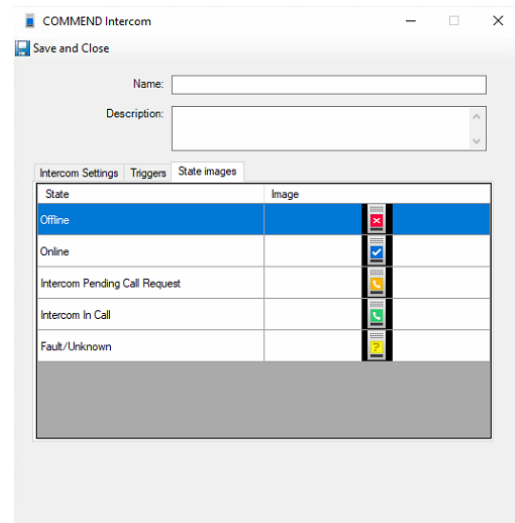 COMMEND Intercom
Save and Close
Name:
Description:
Intercom Settings Triggers State images
State Image
Offline
Online
Intercom Pending Call Request
Intercom In Call
Fault/Unknown
?